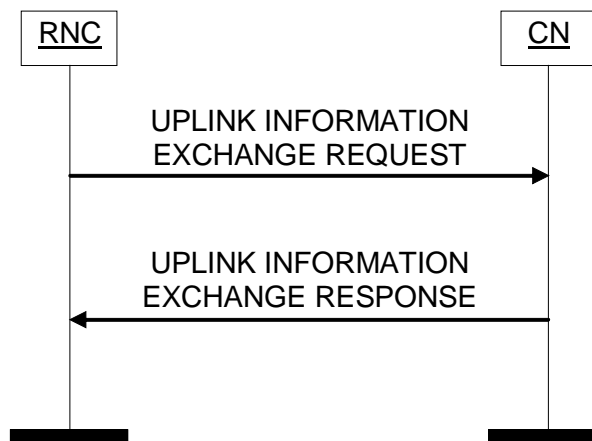 RNC
CN
UPLINK INFORMATION
EXCHANGE REQUEST
UPLINK INFORMATION
EXCHANGE RESPONSE